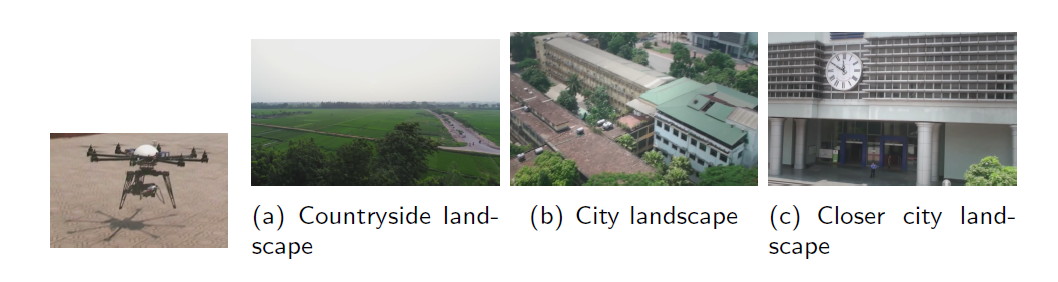 (a) Countryside land-
scape
(b) City landscape
(c) Closer city land-
scape